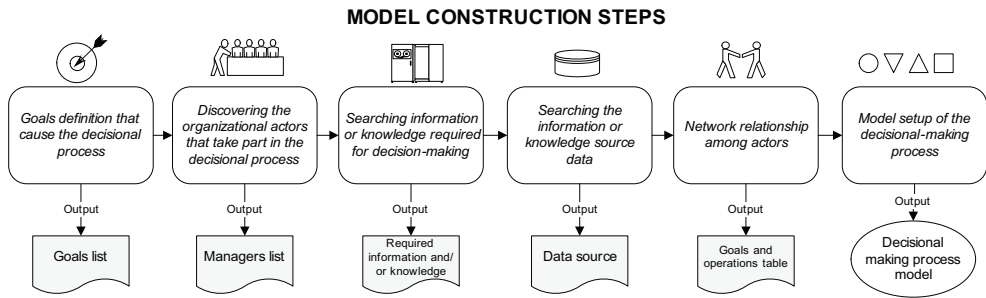 MODEL CONSTRUCTION STEPS
Goals definition that
cause the decisional
process
Discovering the
organizational actors
that take part in the
decisional process
Searching information
or knowledge required
for decision-making
Searching the
information or
knowledge source
data
Network relationship
among actors
Model setup of the
decisional-making
process
Output
Output
Output
Output
Output
Output
Goals list
Managers list
Required
information and/
or knowledge
Data source
Goals and
operations table
Decisional
making process
model